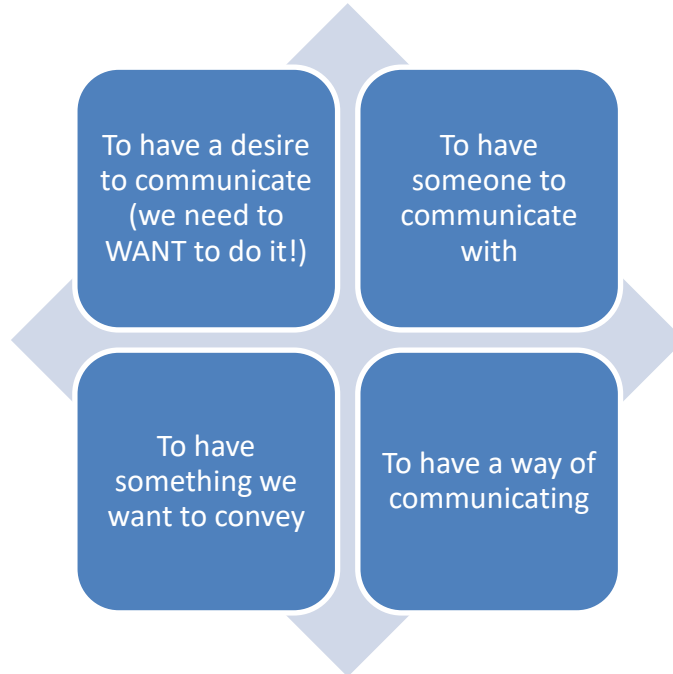 To have a desire
to communicate
(we need to
WANT to do it!)
To have
someone to
communicate
with
To have
something we
want to convey
To have a way of
communicating